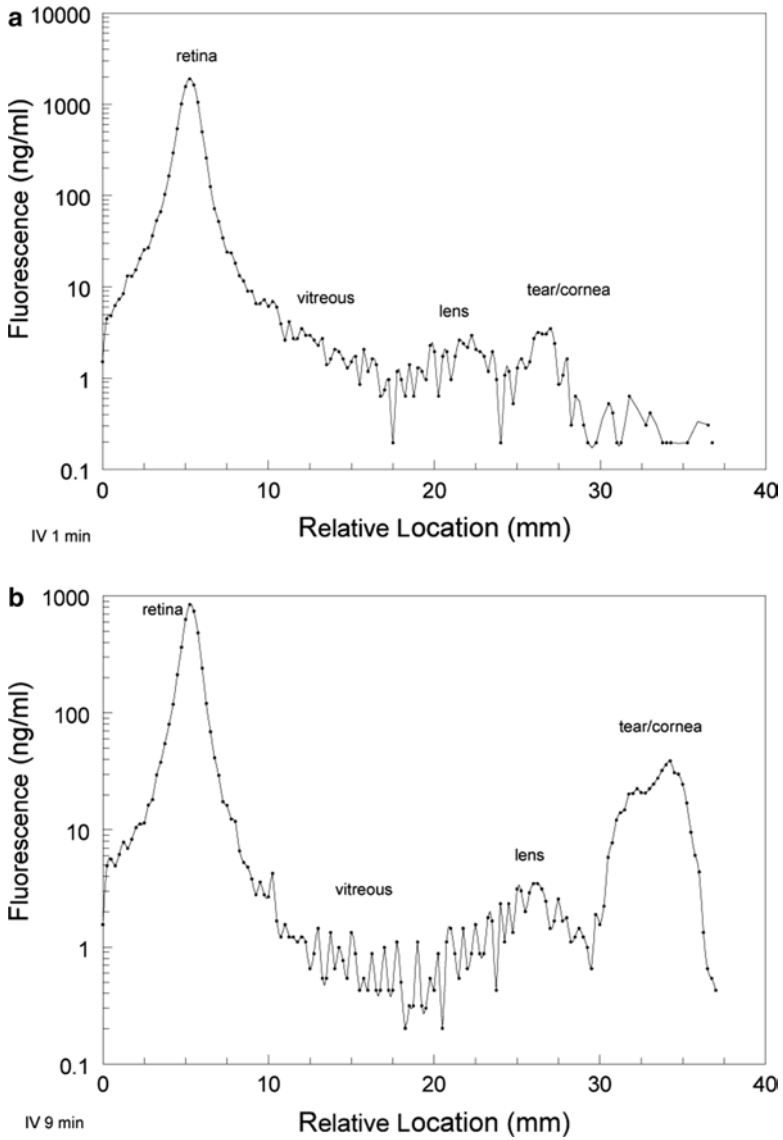 a
10000
1000
100
10
1
0.1
Fluorescence (ng/ml)
retina
vitreous
lens
tear/cornea
0 10 20 30 40
Relative Location (mm)
IV 1 min
b
1000
100
10
1
0.1
Fluorescence (ng/ml)
retina
vitreous
lens
tear/cornea
0 10 20 30 40
Relative Location (mm)
IV 9 min